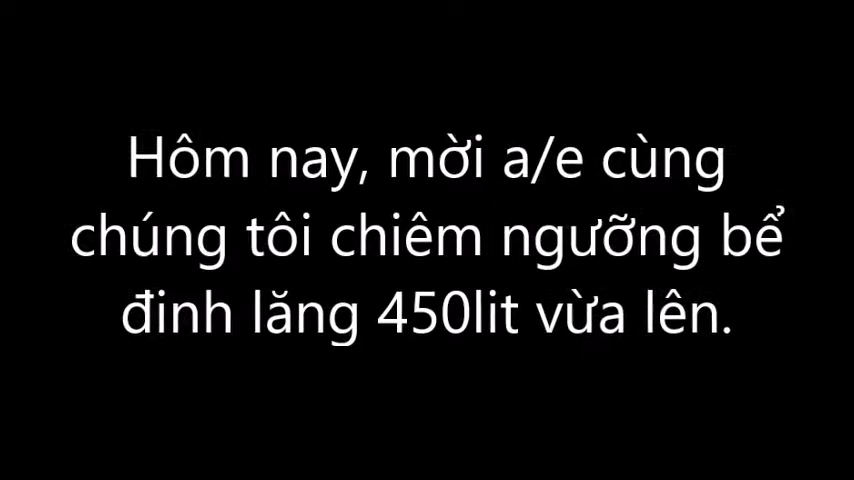 Hôm nay, mời a/e cùng
chúng tôi chiêm ngưỡng bể
đinh lăng 450lit vừa lên.